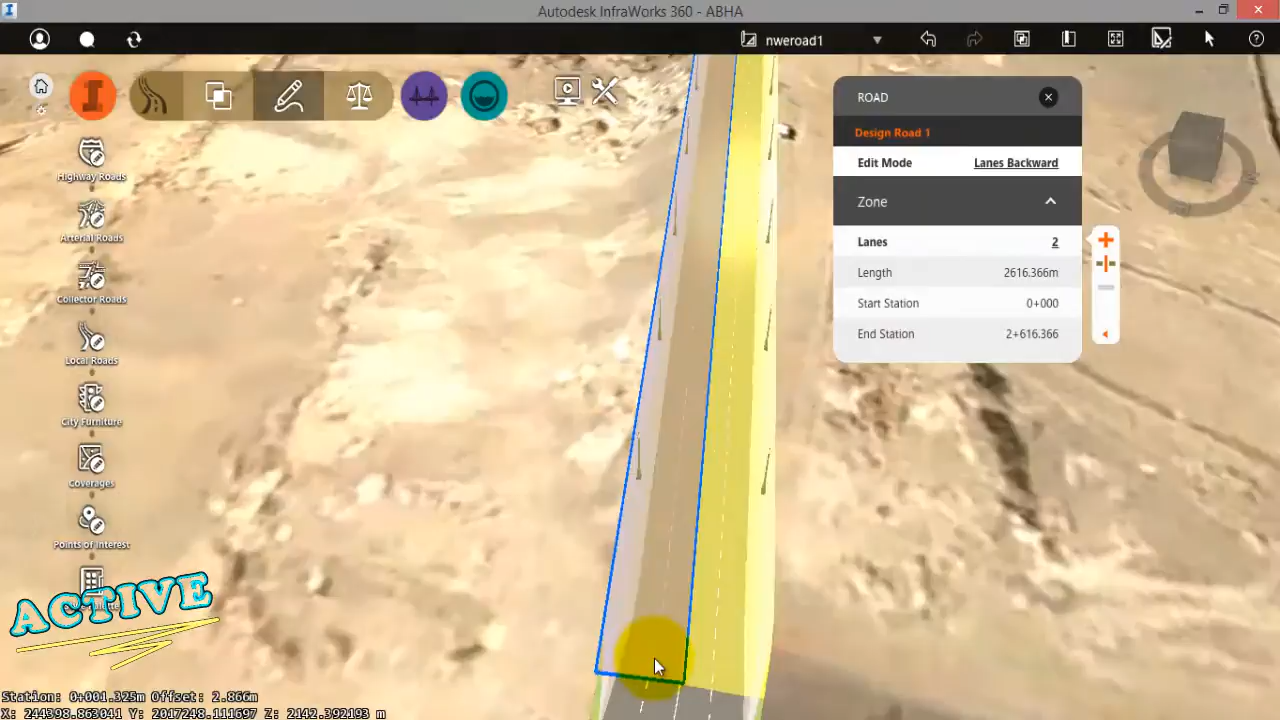 Autodesk InfraWorks 360 - ABHA
nweroad1
Highway Roads
Arterial Roads
Collector Roads
Local Roads
City Furniture
Coverages
Points of Interest
ROAD
Design Road 1
Edit Mode Lanes Backward
Zone
Lanes 2
Length 2616.366m
Start Station 0+000
End Station 2+616.366
ACTIVE
Station: 0+001.325m Offset: 2.866m
X: 244398.863041 Y: 2017248.111697 Z: 2142.392193 m